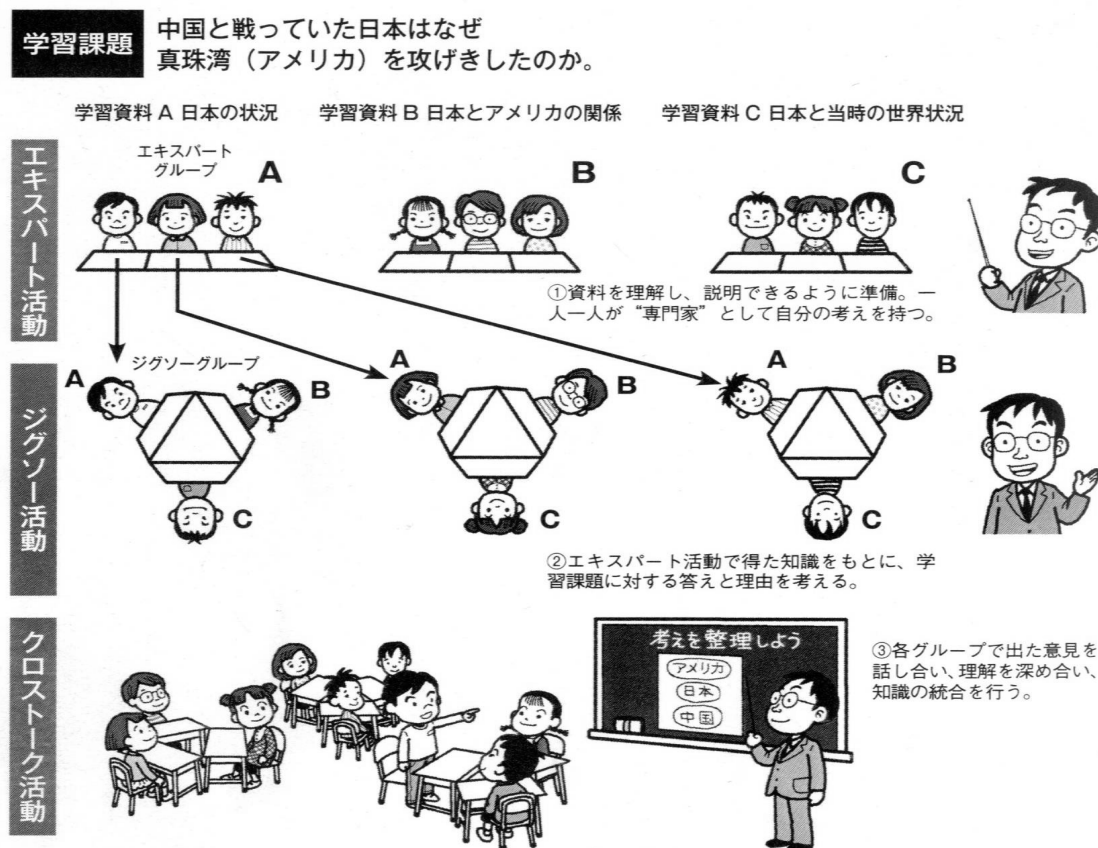 学習課題
中国と戦っていた日本はなぜ
真珠湾（アメリカ）を攻げきしたのか。
学習資料 A 日本の状況
学習資料 B 日本とアメリカの関係
学習資料 C 日本と当時の世界状況
エキスパート活動
エキスパート
グループ
A
B
C
①資料を理解し、説明できるように準備。一
人一人が“専門家”として自分の考えを持つ。
ジグソー活動
ジグソーグループ
A
B
C
A
B
C
A
B
C
②エキスパート活動で得た知識をもとに、学
習課題に対する答えと理由を考える。
クロストーク活動
考えを整理しよう
アメリカ
日本
中国
③各グループで出た意見を
話し合い、理解を深め合い、
知識の統合を行う。